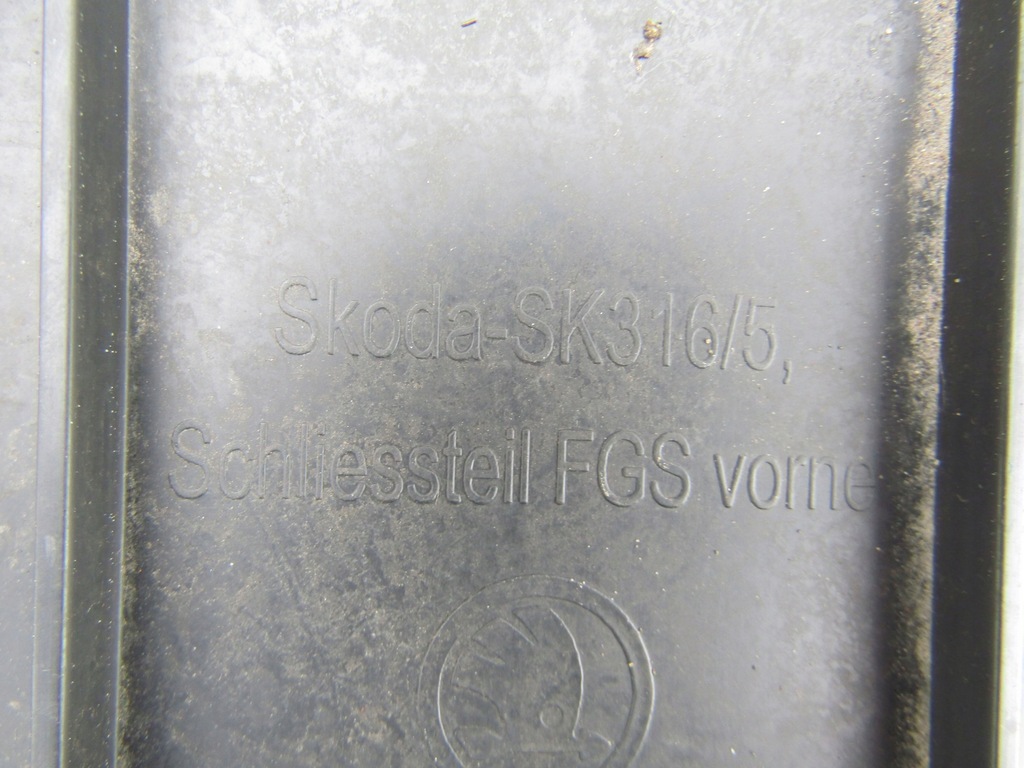 Skoda-SK316/5,
Schliessteil FGS vorne